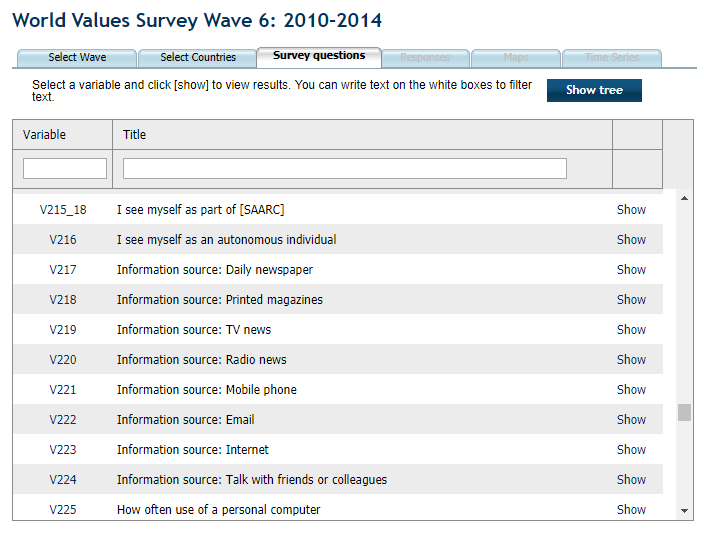 World Values Survey Wave 6: 2010-2014
Select Wave Select Countries Survey questions Responses Maps Time Series
Select a variable and click [show] to view results. You can write text on the white boxes to filter
text.
Show tree
Variable Title
V215_18 I see myself as part of [SAARC] Show
V216 I see myself as an autonomous individual Show
V217 Information source: Daily newspaper Show
V218 Information source: Printed magazines Show
V219 Information source: TV news Show
V220 Information source: Radio news Show
V221 Information source: Mobile phone Show
V222 Information source: Email Show
V223 Information source: Internet Show
V224 Information source: Talk with friends or colleagues Show
V225 How often use of a personal computer Show